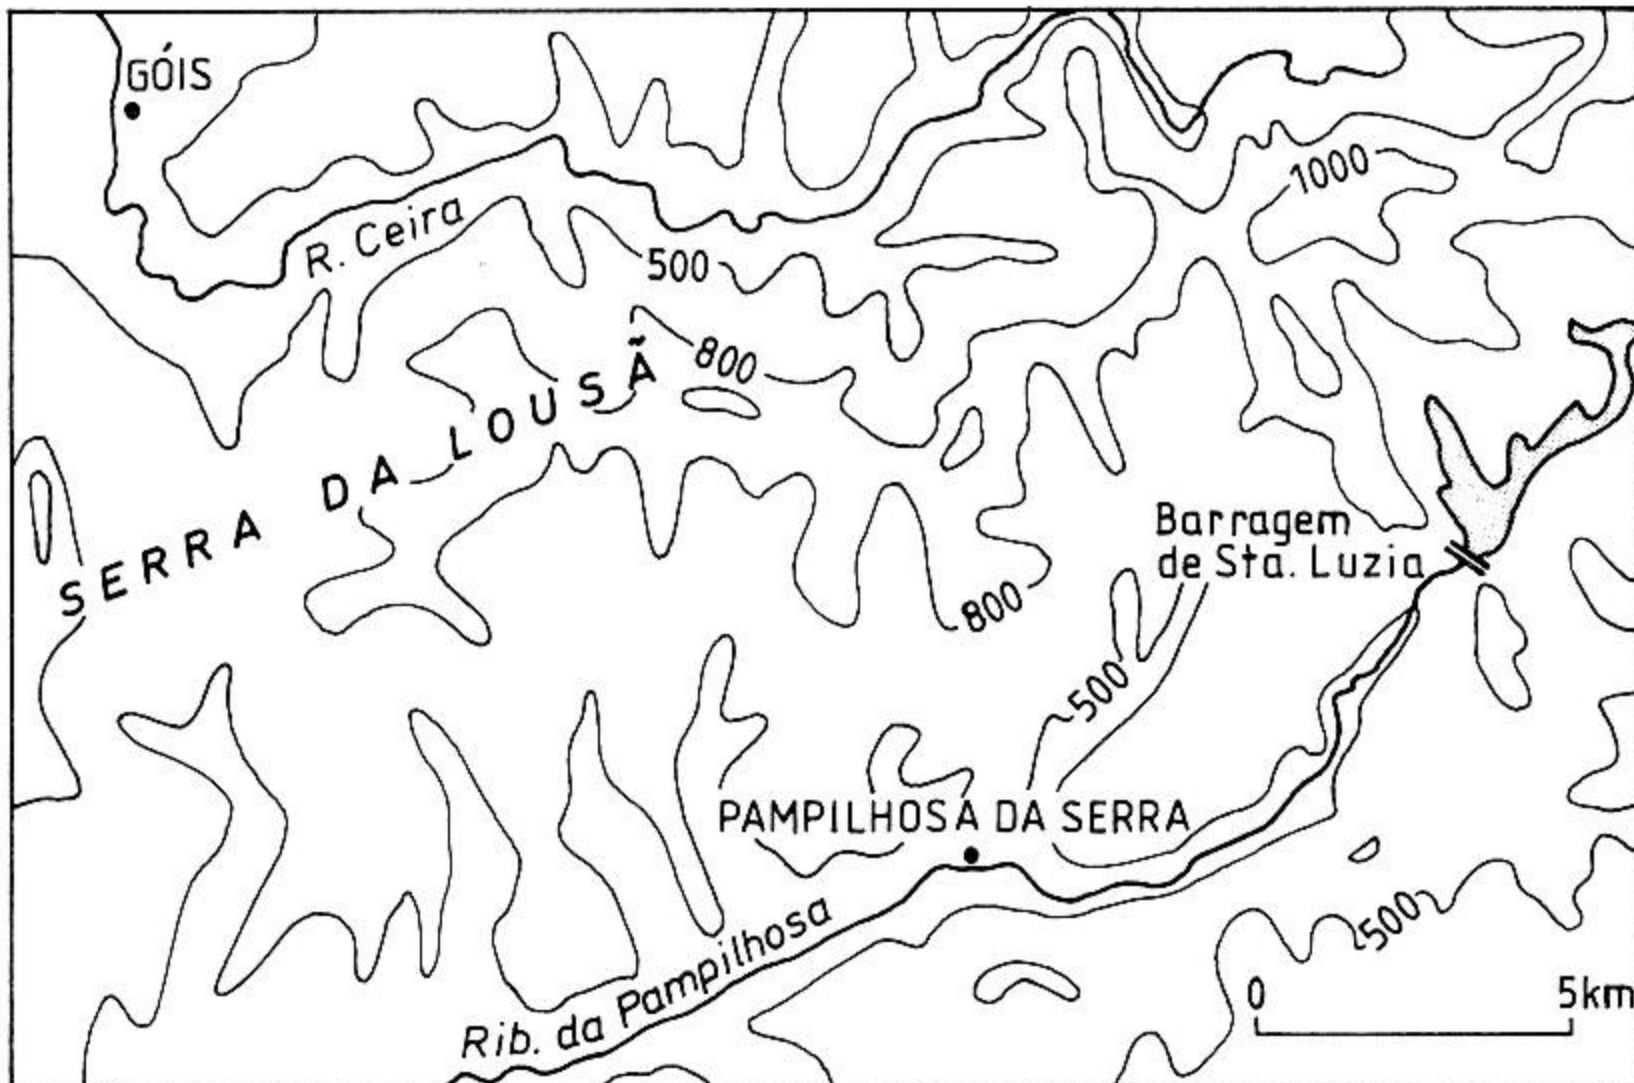 GÓIS
1000
R. Ceira
500
800
SERRA DA LOUSÃ
Barragem
de Sta. Luzia
800
500
PAMPILHOSA DA SERRA
Rib. da Pampilhosa
500
0 5km